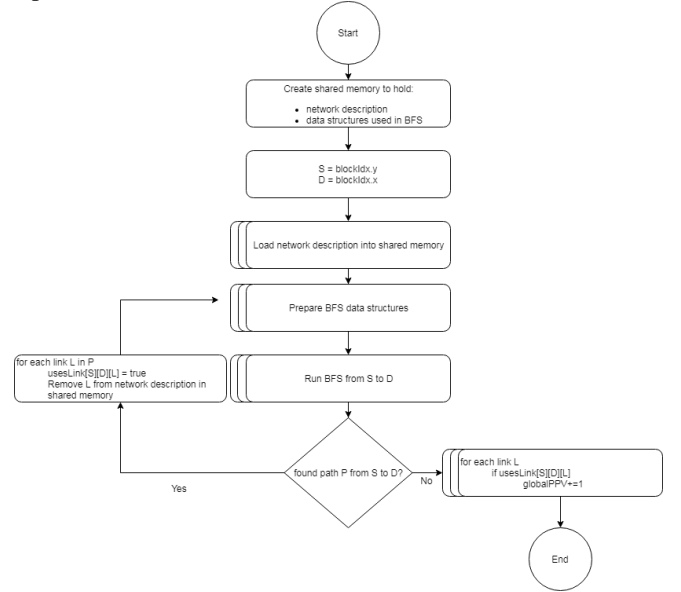 Start
Create shared memory to hold:
• network description
• data structures used in BFS
S = blockIdx.y
D = blockIdx.x
Load network description into shared memory
Prepare BFS data structures
for each link L in P
usesLink[S][D][L] = true
Remove L from network description in
shared memory
Run BFS from S to D
found path P from S to D?
Yes
No
for each link L
if usesLink[S][D][L]
globalPPV+=1
End